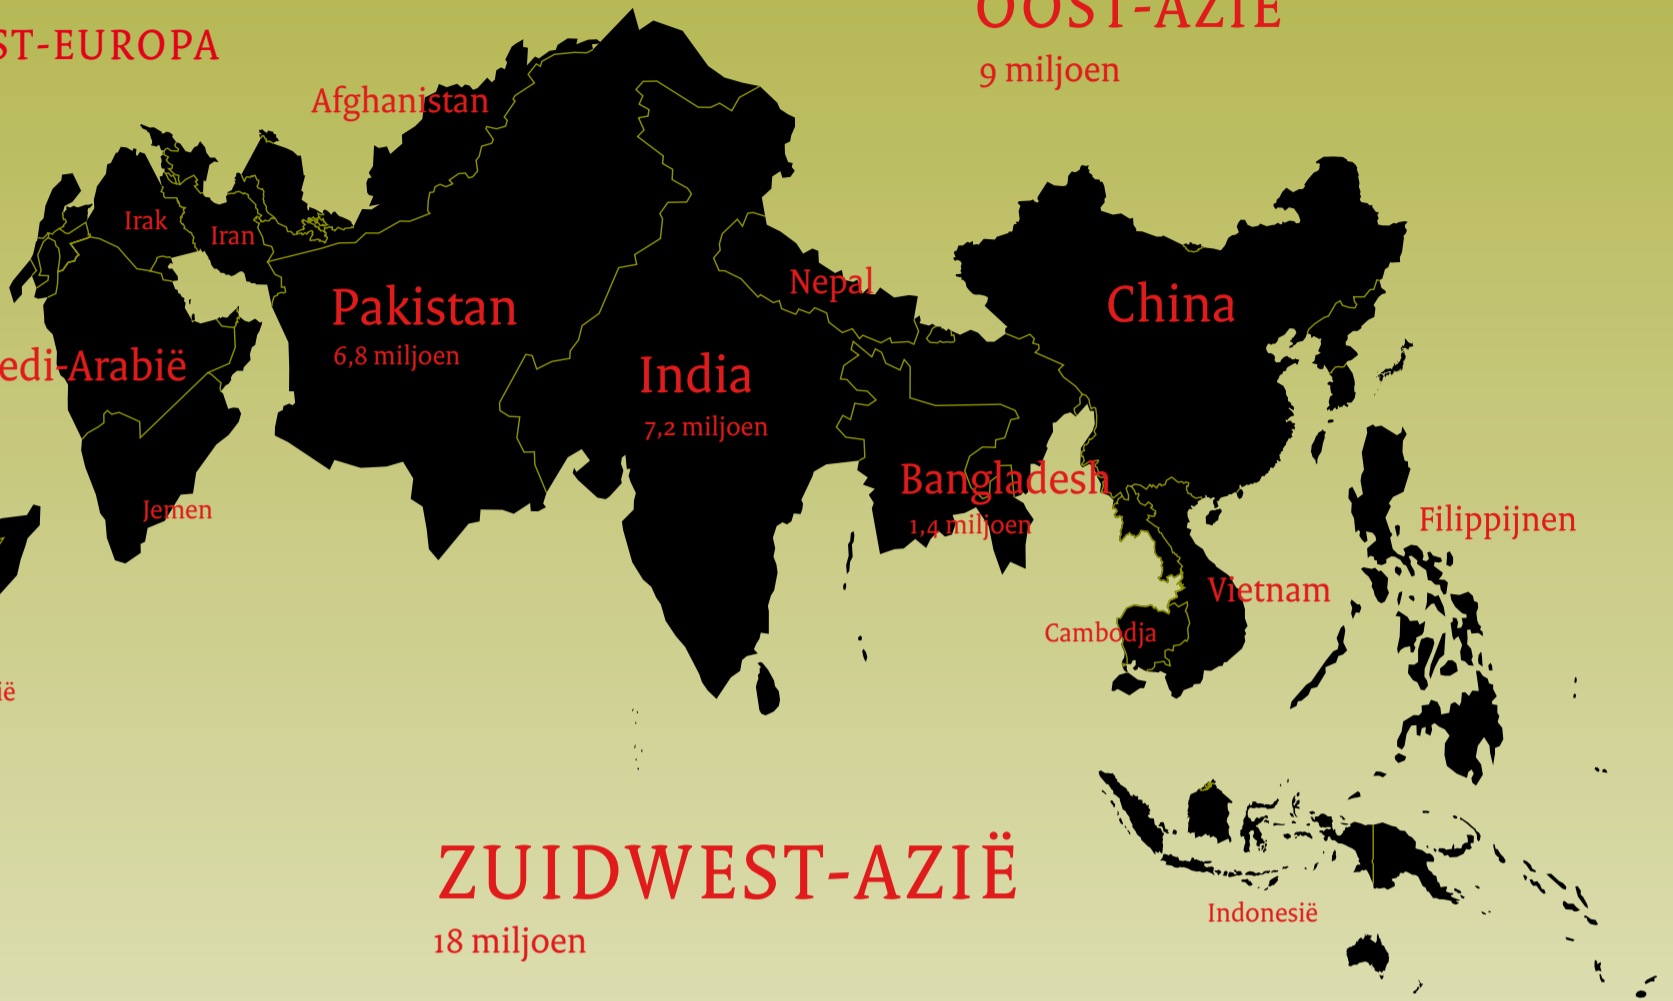 OOST-AZIË
9 miljoen
ST-EUROPA
Afghanistan
Irak
Iran
Pakistan
6,8 miljoen
Nepal
China
edi-Arabië
India
7,2 miljoen
Bangladesh
1,4 miljoen
Jemen
Filippijnen
Vietnam
Cambodja
ië
ZUIDWEST-AZIË
18 miljoen
Indonesië